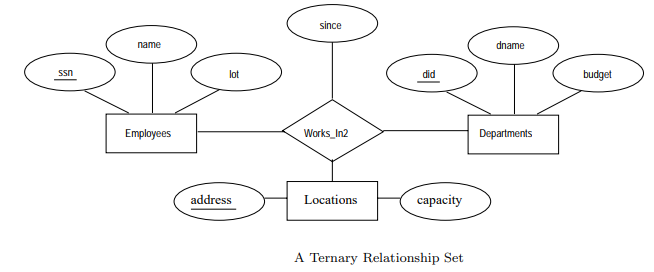 since
name
dname
ssn
lot
did
budget
Employees
Works_In2
Departments
address
Locations
capacity
A Ternary Relationship Set